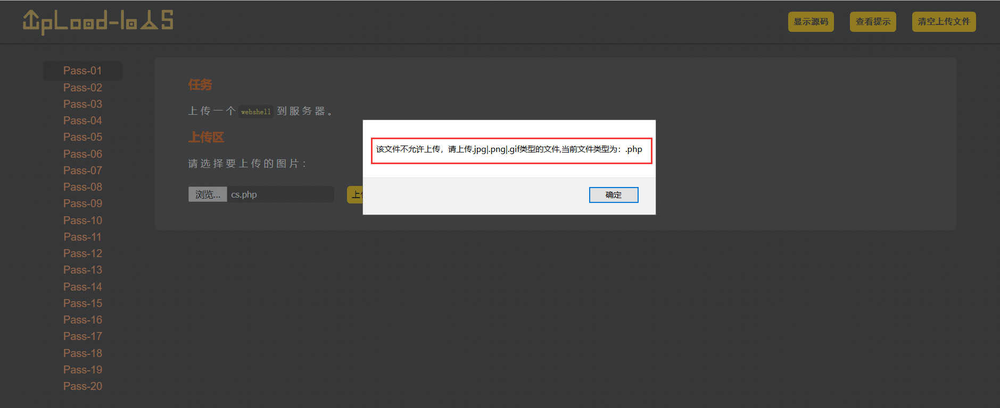 UpLoad-labs
显示源码
查看提示
清空上传文件
Pass-01
Pass-02
Pass-03
Pass-04
Pass-05
Pass-06
Pass-07
Pass-08
Pass-09
Pass-10
Pass-11
Pass-12
Pass-13
Pass-14
Pass-15
Pass-16
Pass-17
Pass-18
Pass-19
Pass-20
任务
上传一个 webshell 到服务器。
上传区
请选择要上传的图片：
浏览... cs.php
上
该文件不允许上传，请上传.jpg|.png|.gif类型的文件,当前文件类型为：.php
确定